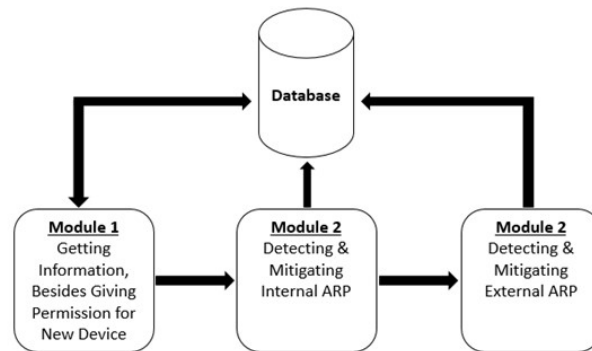 Database
Module 1
Getting
Information,
Besides Giving
Permission for
New Device
Module 2
Detecting &
Mitigating
Internal ARP
Module 2
Detecting &
Mitigating
External ARP